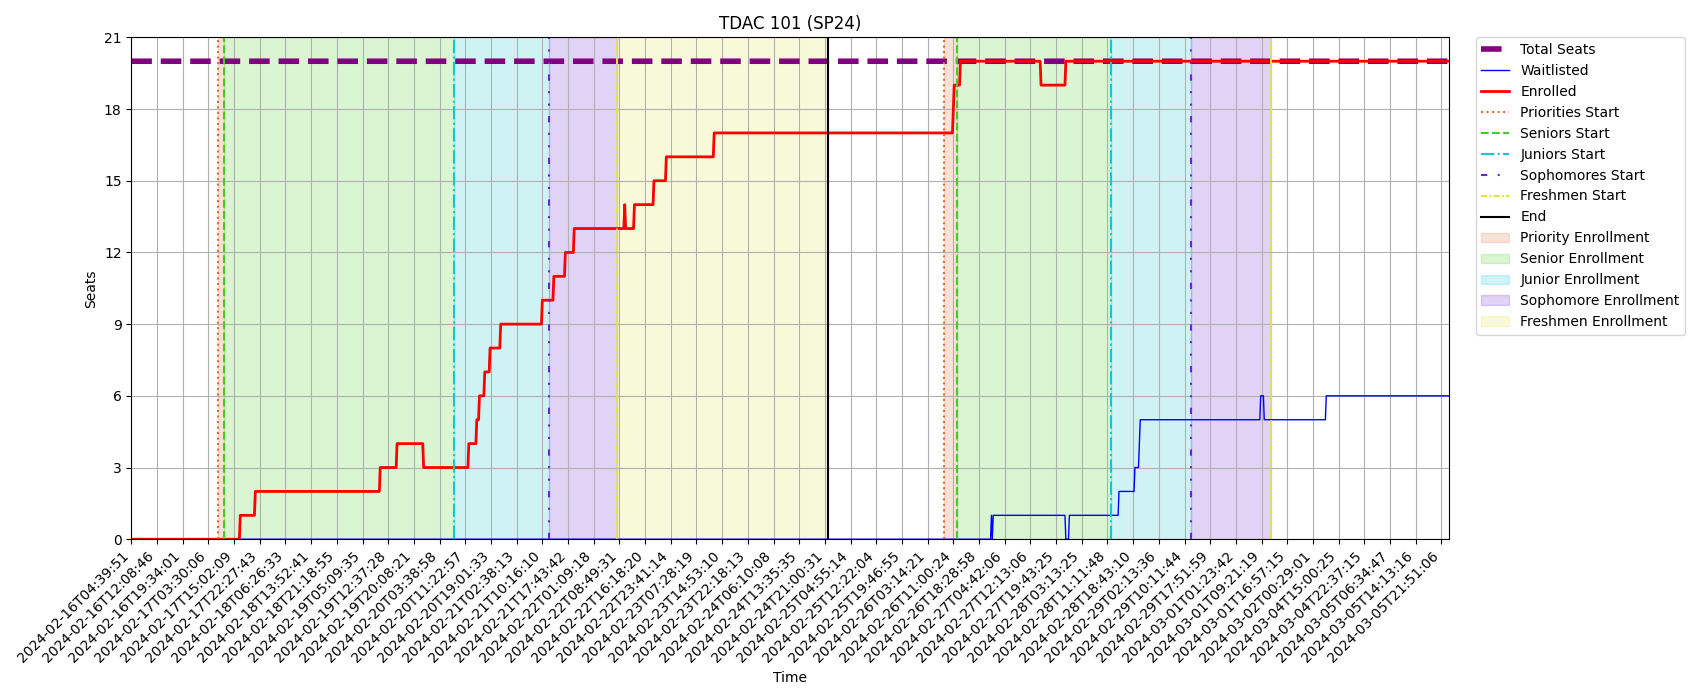 TDAC 101 (SP24)
21
18
15
12
9
6
3
0
Seats
2024-02-16T04:39:51
2024-02-16T12:08:46
2024-02-16T19:34:01
2024-02-17T03:30:06
2024-02-17T15:02:09
2024-02-17T22:27:43
2024-02-18T06:26:33
2024-02-18T13:52:41
2024-02-18T21:18:55
2024-02-19T05:09:35
2024-02-19T12:37:28
2024-02-19T20:08:21
2024-02-20T03:38:58
2024-02-20T11:22:57
2024-02-20T19:01:33
2024-02-21T02:38:13
2024-02-21T10:16:10
2024-02-21T17:43:42
2024-02-22T01:09:18
2024-02-22T08:49:31
2024-02-22T16:18:20
2024-02-22T23:41:14
2024-02-23T07:28:19
2024-02-23T14:53:10
2024-02-23T22:18:13
2024-02-24T06:10:08
2024-02-24T13:35:35
2024-02-24T21:00:31
2024-02-25T04:55:14
2024-02-25T12:22:04
2024-02-25T19:46:55
2024-02-26T03:14:21
2024-02-26T11:00:24
2024-02-26T18:28:58
2024-02-27T04:42:06
2024-02-27T12:13:06
2024-02-27T19:43:25
2024-02-28T03:13:25
2024-02-28T11:11:48
2024-02-28T18:43:10
2024-02-29T02:13:36
2024-02-29T10:11:44
2024-02-29T17:51:59
2024-03-01T01:23:42
2024-03-01T09:21:19
2024-03-01T16:57:15
2024-03-02T00:29:01
2024-03-04T15:00:25
2024-03-04T22:37:15
2024-03-05T06:34:47
2024-03-05T14:13:16
2024-03-05T21:51:06
Time
Total Seats
Waitlisted
Enrolled
Priorities Start
Seniors Start
Juniors Start
Sophomores Start
Freshmen Start
End
Priority Enrollment
Senior Enrollment
Junior Enrollment
Sophomore Enrollment
Freshmen Enrollment